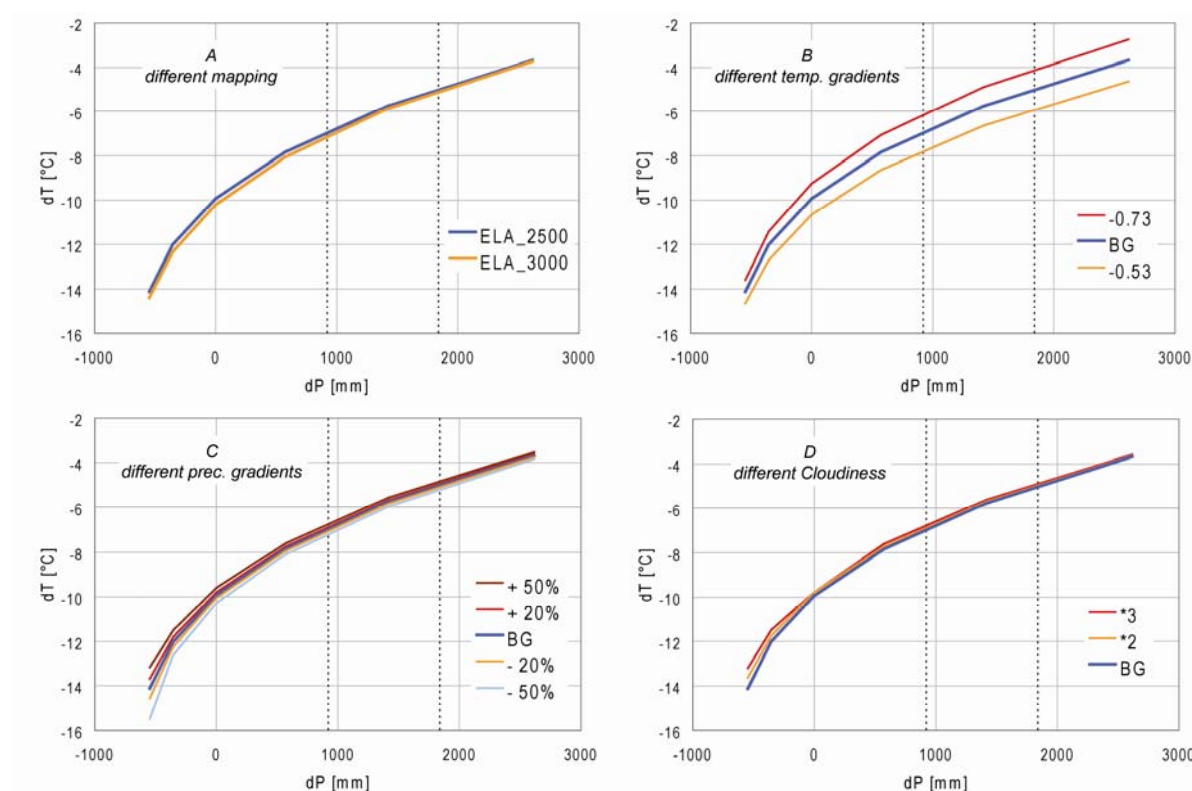 A
different mapping
-2
-4
-6
-8
-10
-12
-14
-16
dT [°C]
-1000
0
1000
2000
3000
dP [mm]
ELA_2500
ELA_3000
B
different temp. gradients
-2
-4
-6
-8
-10
-12
-14
-16
dT [°C]
-1000
0
1000
2000
3000
dP [mm]
-0.73
BG
-0.53
C
different prec. gradients
-2
-4
-6
-8
-10
-12
-14
-16
dT [°C]
-1000
0
1000
2000
3000
dP [mm]
+ 50%
+ 20%
BG
- 20%
- 50%
D
different Cloudiness
-2
-4
-6
-8
-10
-12
-14
-16
dT [°C]
-1000
0
1000
2000
3000
dP [mm]
*3
*2
BG